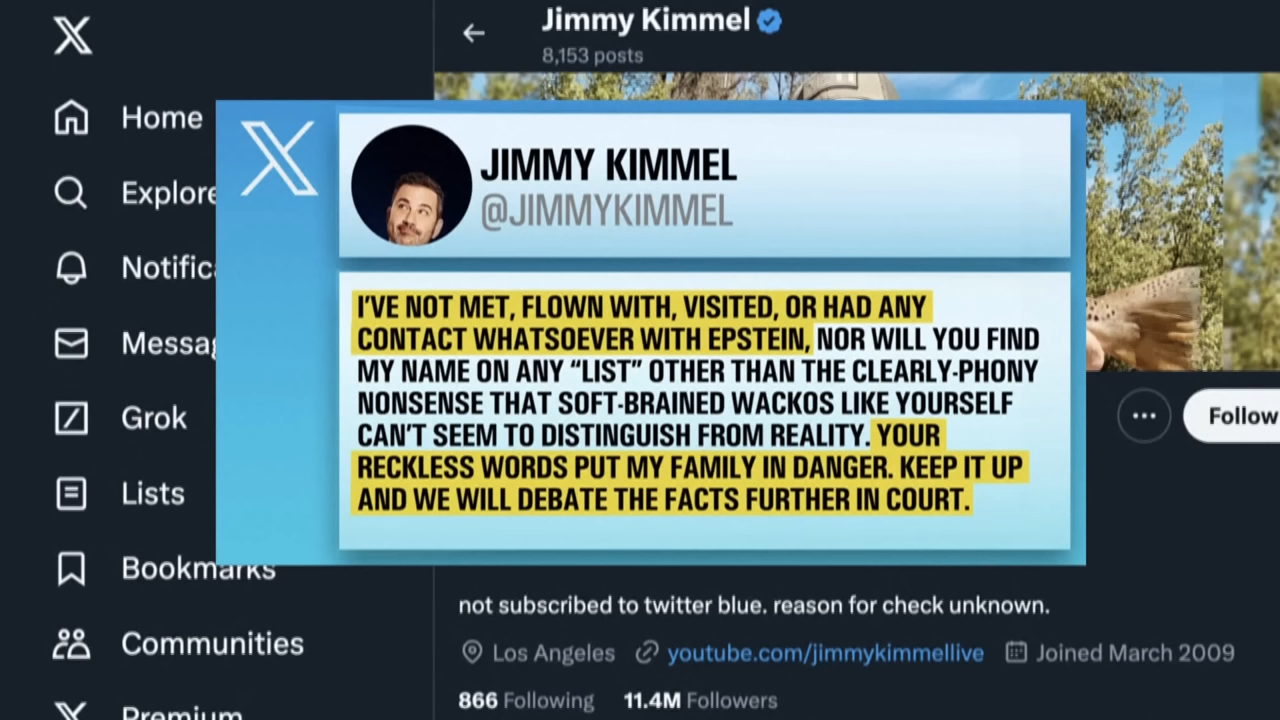 Jimmy Kimmel
8,153 posts
Home
Explore
Notific
Messag
Grok
Lists
Bookmarks
Communities
Premium
JIMMY KIMMEL
@JIMMYKIMMEL
I'VE NOT MET, FLOWN WITH, VISITED, OR HAD ANY
CONTACT WHATSOEVER WITH EPSTEIN, NOR WILL YOU FIND
MY NAME ON ANY “LIST” OTHER THAN THE CLEARLY-PHONY
NONSENSE THAT SOFT-BRAINED WACKOS LIKE YOURSELF
CAN'T SEEM TO DISTINGUISH FROM REALITY. YOUR
RECKLESS WORDS PUT MY FAMILY IN DANGER. KEEP IT UP
AND WE WILL DEBATE THE FACTS FURTHER IN COURT.
Follow
not subscribed to twitter blue. reason for check unknown.
Los Angeles youtube.com/jimmykimmellive Joined March 2009
866 Following 11.4M Followers